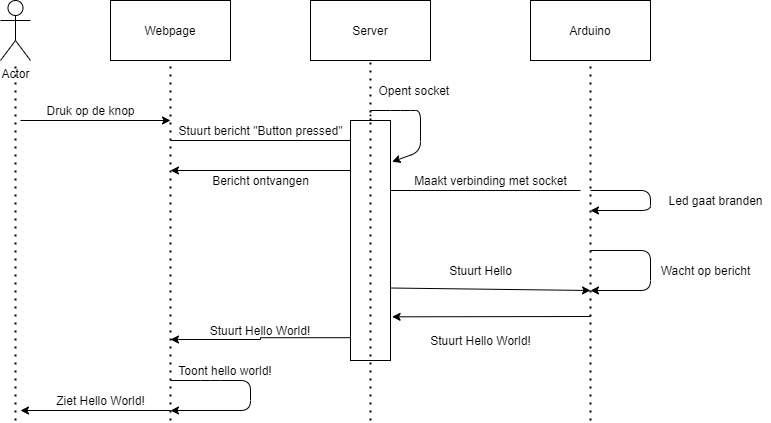 Webpage
Server
Arduino
Actor
Opent socket
Druk op de knop
Stuurt bericht "Button pressed"
Bericht ontvangen
Maakt verbinding met socket
Led gaat branden
Stuurt Hello
Wacht op bericht
Stuurt Hello World!
Stuurt Hello World!
Toont hello world!
Ziet Hello World!